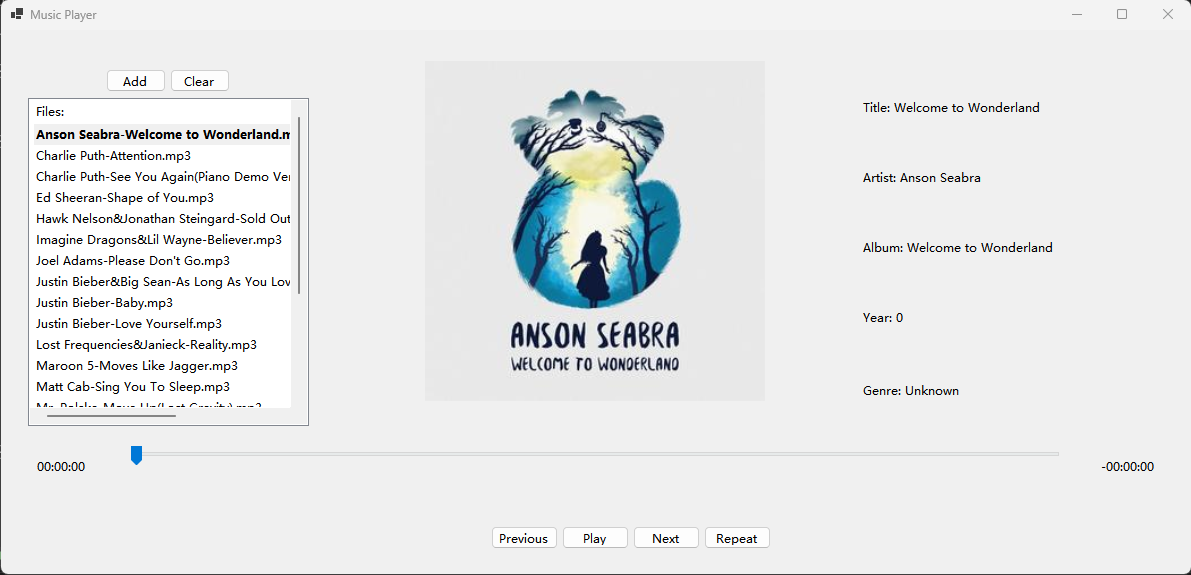 Music Player
Add Clear
Files:
Anson Seabra-Welcome to Wonderland.m
Charlie Puth-Attention.mp3
Charlie Puth-See You Again(Piano Demo Ver
Ed Sheeran-Shape of You.mp3
Hawk Nelson&Jonathan Steingard-Sold Out
Imagine Dragons&Lil Wayne-Believer.mp3
Joel Adams-Please Don't Go.mp3
Justin Bieber&Big Sean-As Long As You Lov
Justin Bieber-Baby.mp3
Justin Bieber-Love Yourself.mp3
Lost Frequencies&Janieck-Reality.mp3
Maroon 5-Moves Like Jagger.mp3
Matt Cab-Sing You To Sleep.mp3
ANSON SEABRA
WELCOME TO WONDERLAND
Title: Welcome to Wonderland
Artist: Anson Seabra
Album: Welcome to Wonderland
Year: 0
Genre: Unknown
00:00:00
-00:00:00
Previous Play Next Repeat